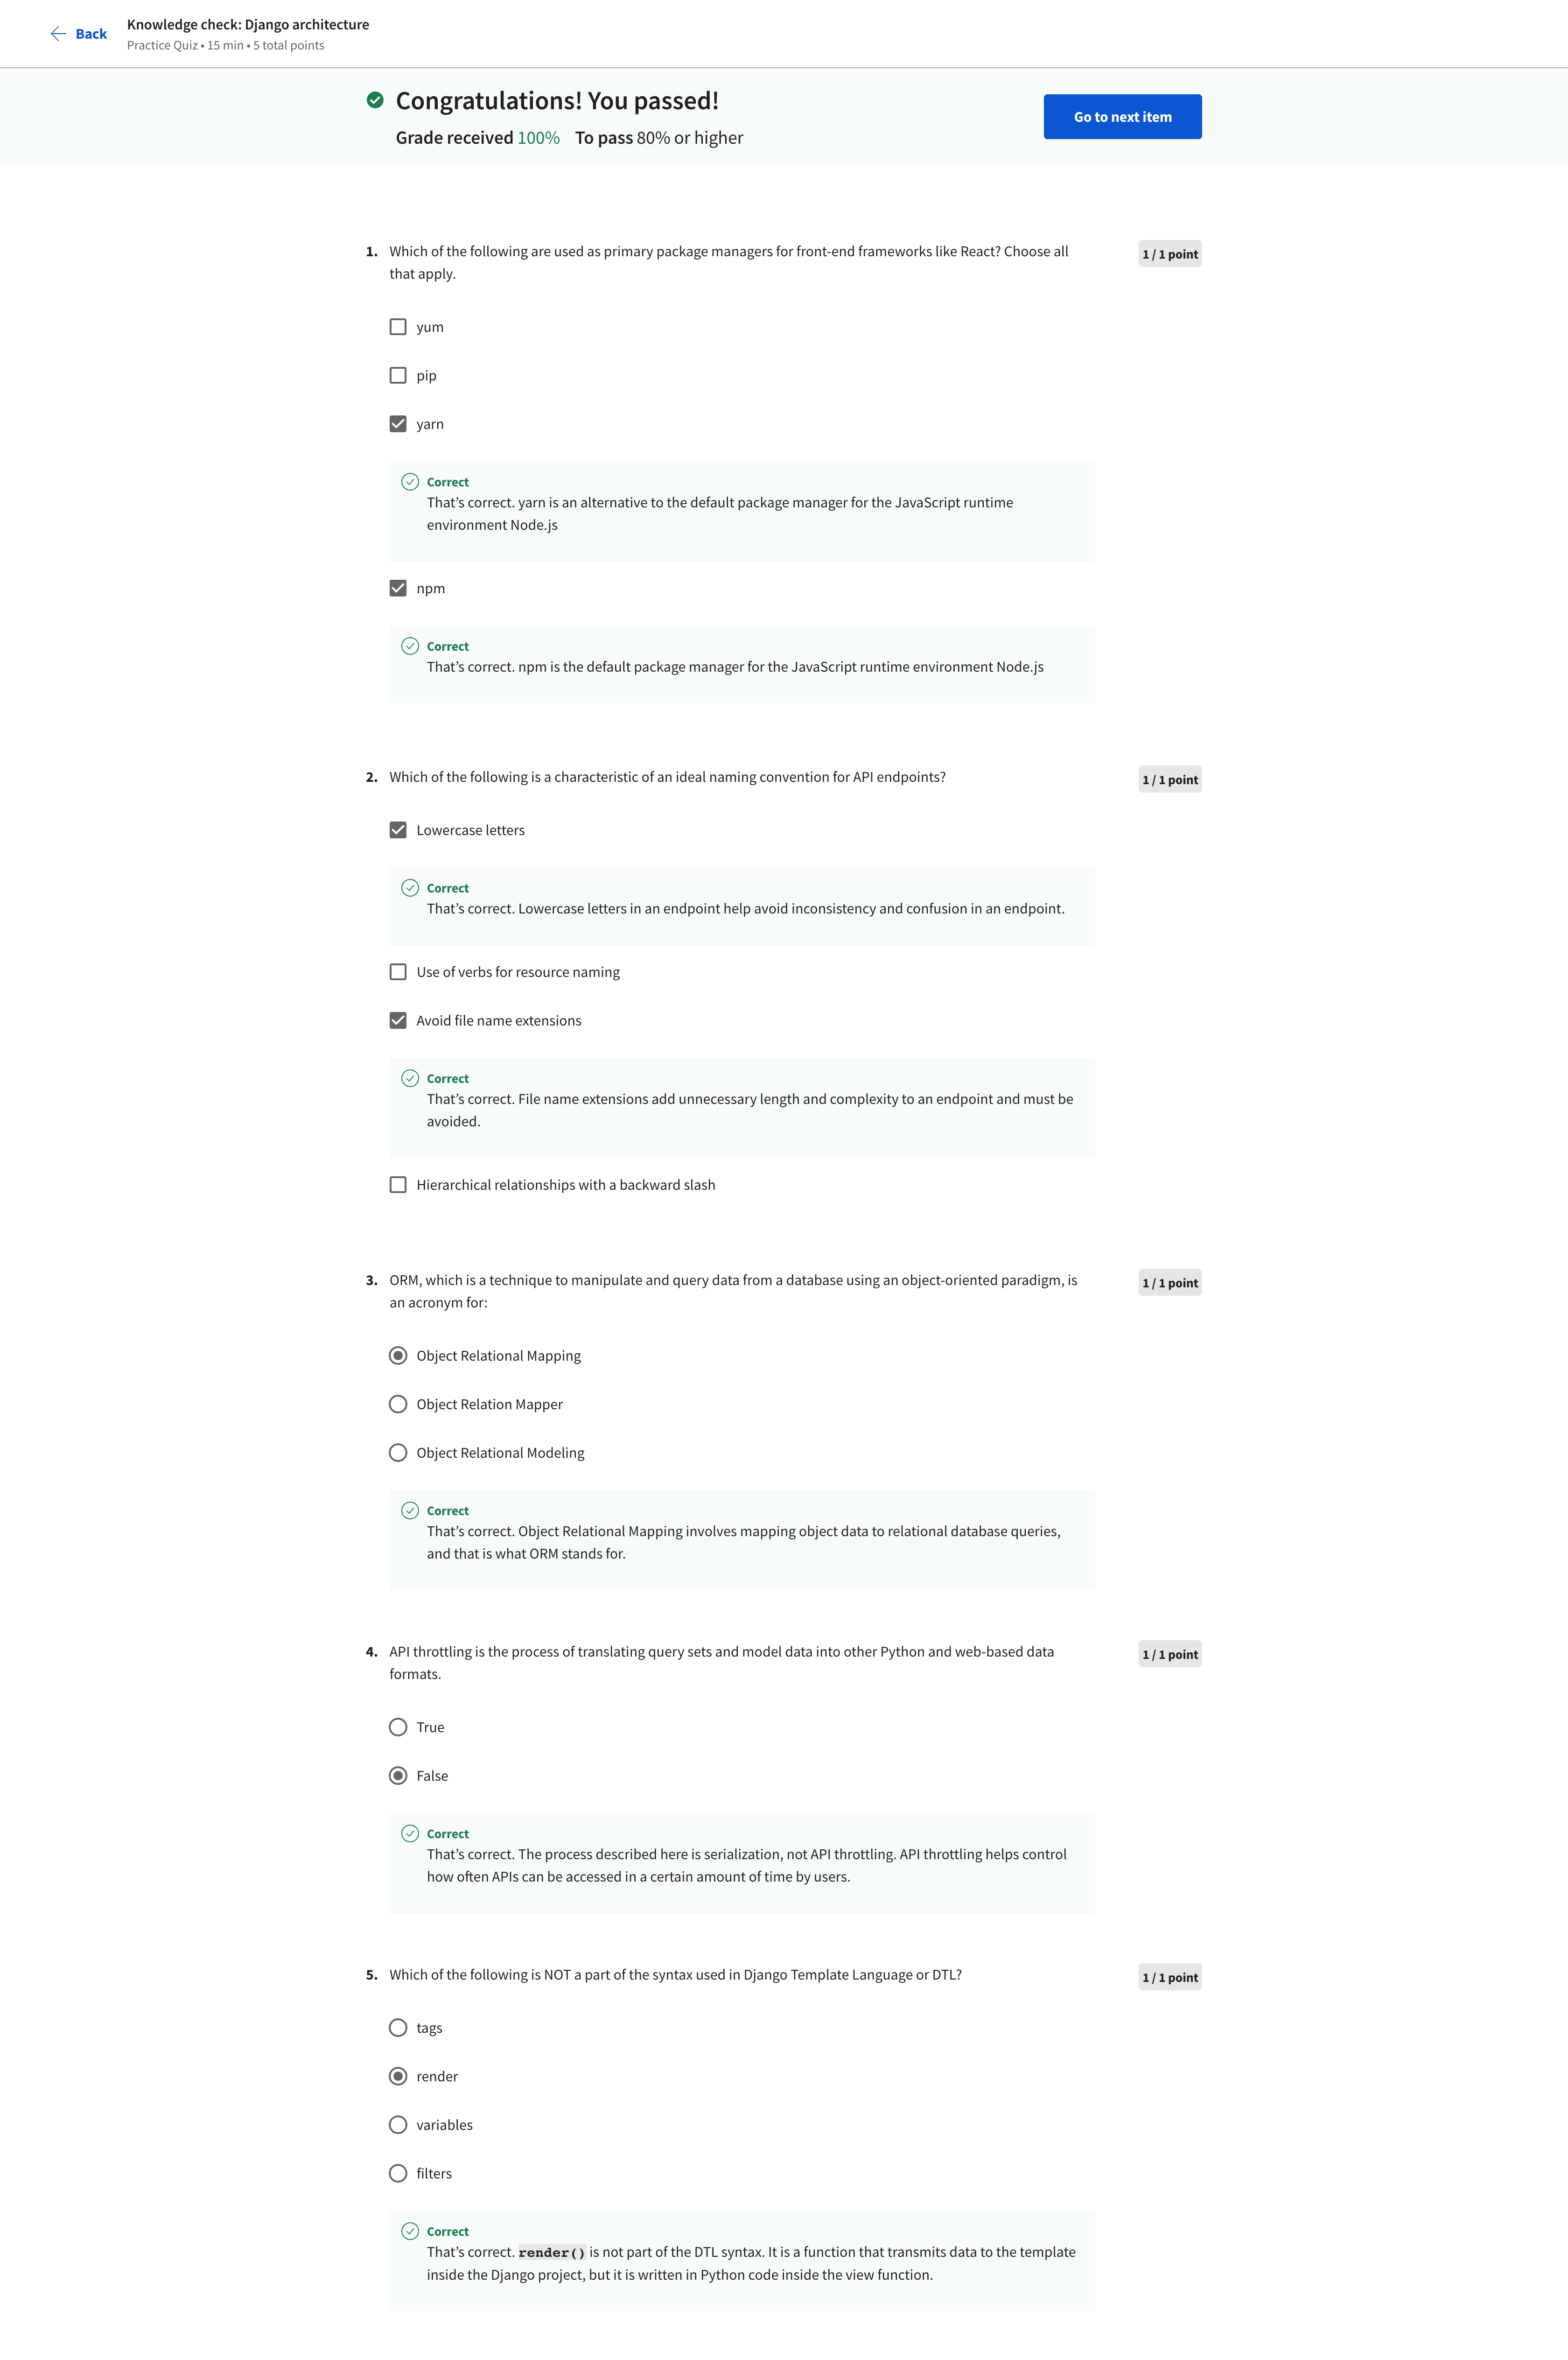 Back
Knowledge check: Django architecture
Practice Quiz • 15 min • 5 total points
Congratulations! You passed!
Grade received 100% To pass 80% or higher
Go to next item
1. Which of the following are used as primary package managers for front-end frameworks like React? Choose all
that apply.
1 / 1 point
yum
pip
yarn
Correct
That’s correct. yarn is an alternative to the default package manager for the JavaScript runtime
environment Node.js
npm
Correct
That’s correct. npm is the default package manager for the JavaScript runtime environment Node.js
2. Which of the following is a characteristic of an ideal naming convention for API endpoints?
1 / 1 point
Lowercase letters
Correct
That’s correct. Lowercase letters in an endpoint help avoid inconsistency and confusion in an endpoint.
Use of verbs for resource naming
Avoid file name extensions
Correct
That’s correct. File name extensions add unnecessary length and complexity to an endpoint and must be
avoided.
Hierarchical relationships with a backward slash
3. ORM, which is a technique to manipulate and query data from a database using an object-oriented paradigm, is
an acronym for:
1 / 1 point
Object Relational Mapping
Object Relation Mapper
Object Relational Modeling
Correct
That’s correct. Object Relational Mapping involves mapping object data to relational database queries,
and that is what ORM stands for.
4. API throttling is the process of translating query sets and model data into other Python and web-based data
formats.
1 / 1 point
True
False
Correct
That’s correct. The process described here is serialization, not API throttling. API throttling helps control
how often APIs can be accessed in a certain amount of time by users.
5. Which of the following is NOT a part of the syntax used in Django Template Language or DTL?
1 / 1 point
tags
render
variables
filters
Correct
That’s correct. render() is not part of the DTL syntax. It is a function that transmits data to the template
inside the Django project, but it is written in Python code inside the view function.